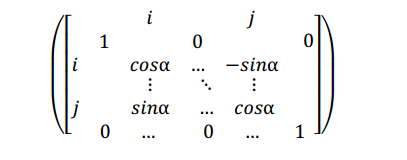 i j
1 0 0
i cosα … −sinα
⋮ ⋱ ⋮
j sinα … cosα
0 … 0 … 1